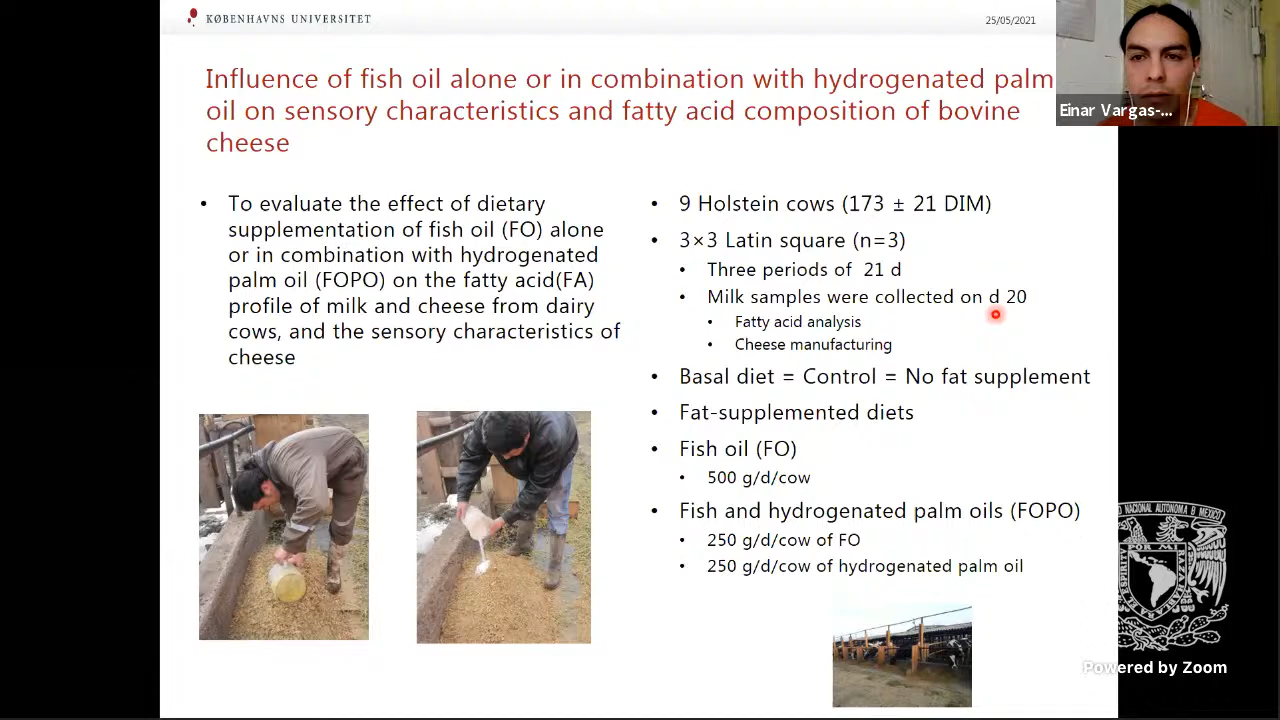 KØBENHAVNS UNIVERSITET
25/05/2021
Influence of fish oil alone or in combination with hydrogenated palm
oil on sensory characteristics and fatty acid composition of bovine
cheese
Einar Vargas-...
• To evaluate the effect of dietary
supplementation of fish oil (FO) alone
or in combination with hydrogenated
palm oil (FOPO) on the fatty acid(FA)
profile of milk and cheese from dairy
cows, and the sensory characteristics of
cheese
• 9 Holstein cows (173 ± 21 DIM)
• 3×3 Latin square (n=3)
• Three periods of 21 d
• Milk samples were collected on d 20
• Fatty acid analysis
• Cheese manufacturing
• Basal diet = Control = No fat supplement
• Fat-supplemented diets
• Fish oil (FO)
• 500 g/d/cow
• Fish and hydrogenated palm oils (FOPO)
• 250 g/d/cow of FO
• 250 g/d/cow of hydrogenated palm oil
Powered by Zoom